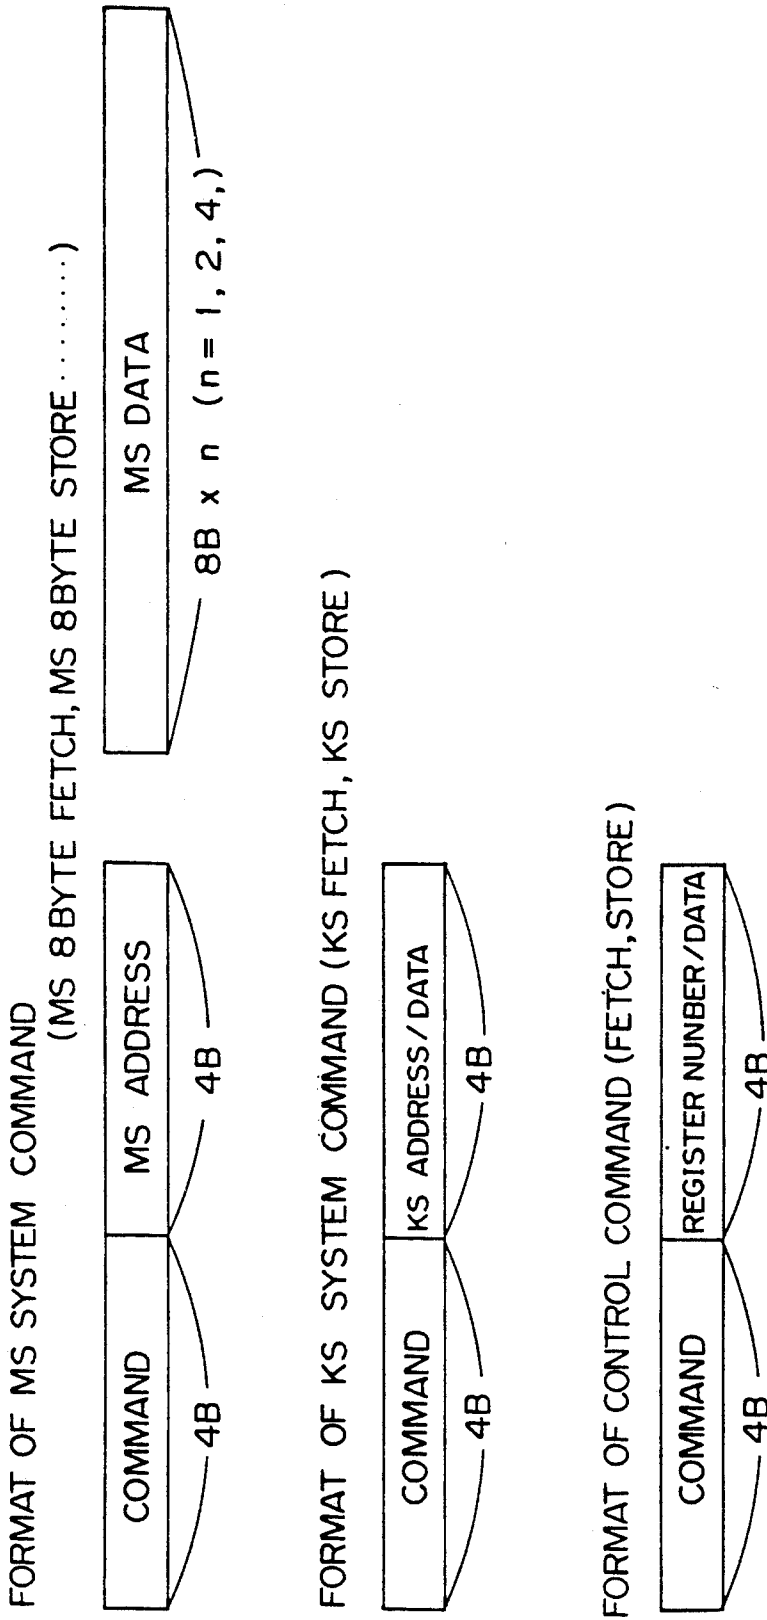 FORMAT OF MS SYSTEM COMMAND
(MS 8BYTE FETCH, MS 8BYTE STORE.........)
COMMAND MS ADDRESS MS DATA
4B 4B 8B x n (n = 1, 2, 4,)
FORMAT OF KS SYSTEM COMMAND (KS FETCH, KS STORE)
COMMAND KS ADDRESS/DATA
4B 4B
FORMAT OF CONTROL COMMAND (FETCH, STORE)
COMMAND REGISTER NUNBER/DATA
4B 4B